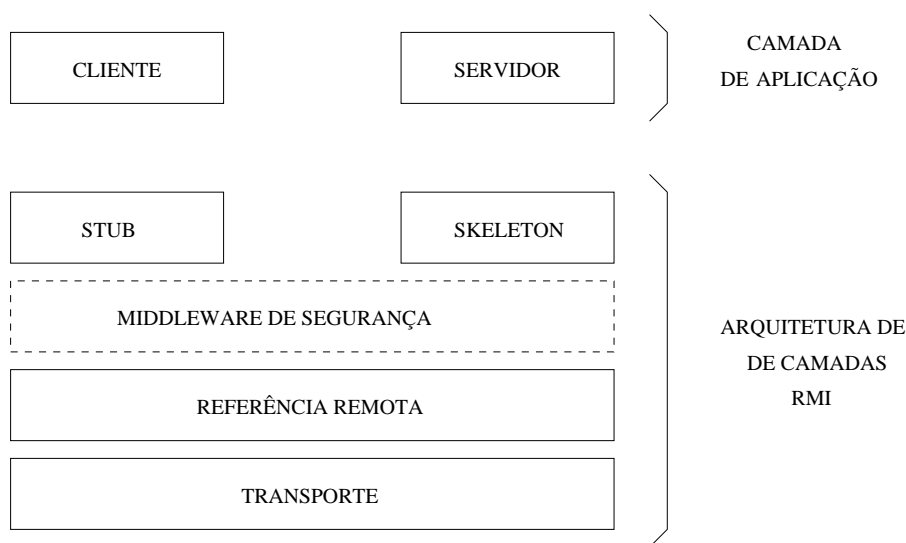 CLIENTE
SERVIDOR
CAMADA
DE APLICAÇÃO
STUB
SKELETON
MIDDLEWARE DE SEGURANÇA
REFERÊNCIA REMOTA
TRANSPORTE
ARQUITETURA DE
DE CAMADAS
RMI